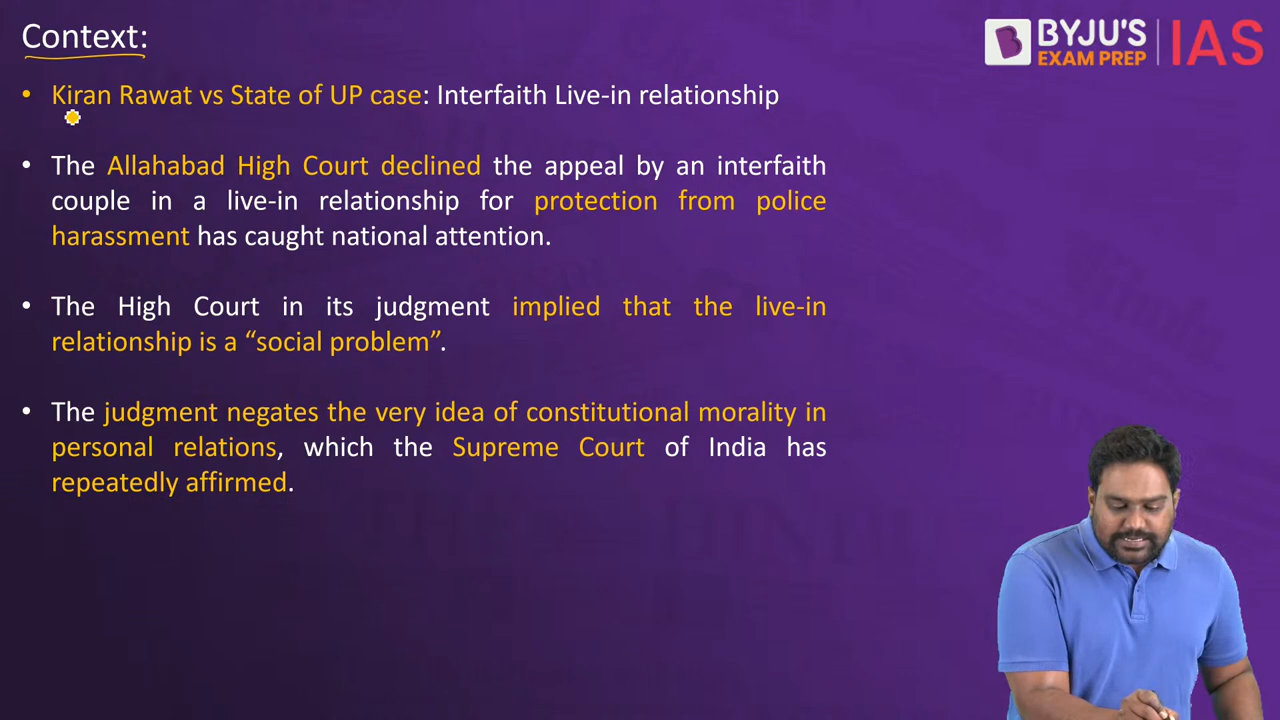 Context:
BYJU'S
EXAM PREP
IAS
• Kiran Rawat vs State of UP case: Interfaith Live-in relationship
• The Allahabad High Court declined the appeal by an interfaith
couple in a live-in relationship for protection from police
harassment has caught national attention.
• The High Court in its judgment implied that the live-in
relationship is a “social problem”.
• The judgment negates the very idea of constitutional morality in
personal relations, which the Supreme Court of India has
repeatedly affirmed.